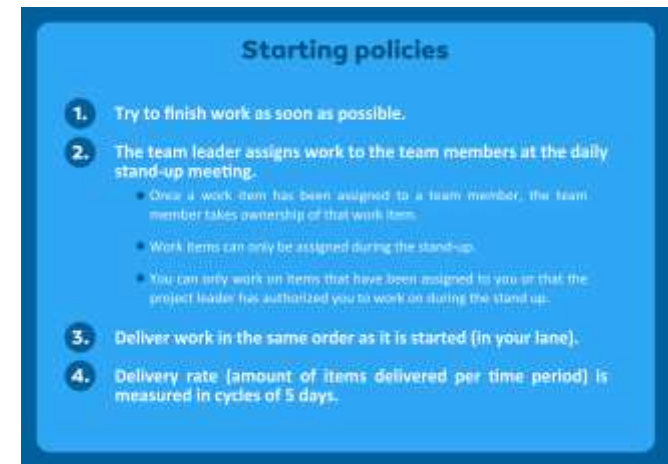 Starting policies
1. Try to finish work as soon as possible.
2. The team leader assigns work to the team members at the daily
stand-up meeting.
Once a work item has been assigned to a team member, the team
member takes ownership of that work item.
Work items can only be assigned during the stand-up.
You can only work on items that have been assigned to you or that the
project leader has authorized you to work on during the stand up.
3. Deliver work in the same order as it is started (in your lane).
4. Delivery rate (amount of items delivered per time period) is
measured in cycles of 5 days.